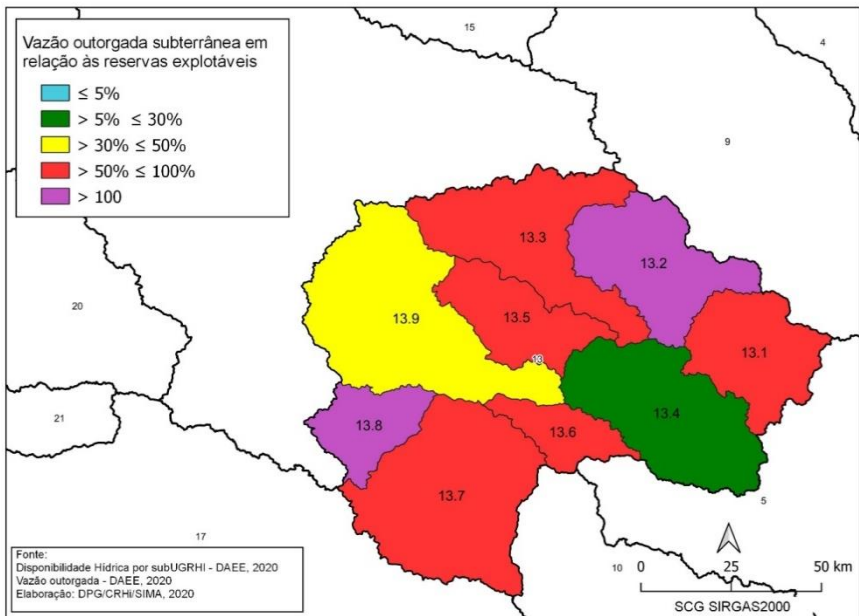 Vazão outorgada subterrânea em
relação às reservas explotáveis
≤ 5%
> 5% ≤ 30%
> 30% ≤ 50%
> 50% ≤ 100%
> 100
15
4
9
13.3
13.2
20
13.9
13.5
13
13.1
21
13.8
13.6
13.4
13.7
5
17
10
Fonte:
Disponibilidade Hídrica por subUGRHI - DAEE, 2020
Vazão outorgada - DAEE, 2020
Elaboração: DPG/CRHi/SIMA, 2020
0 25 50 km
SCG SIRGAS2000